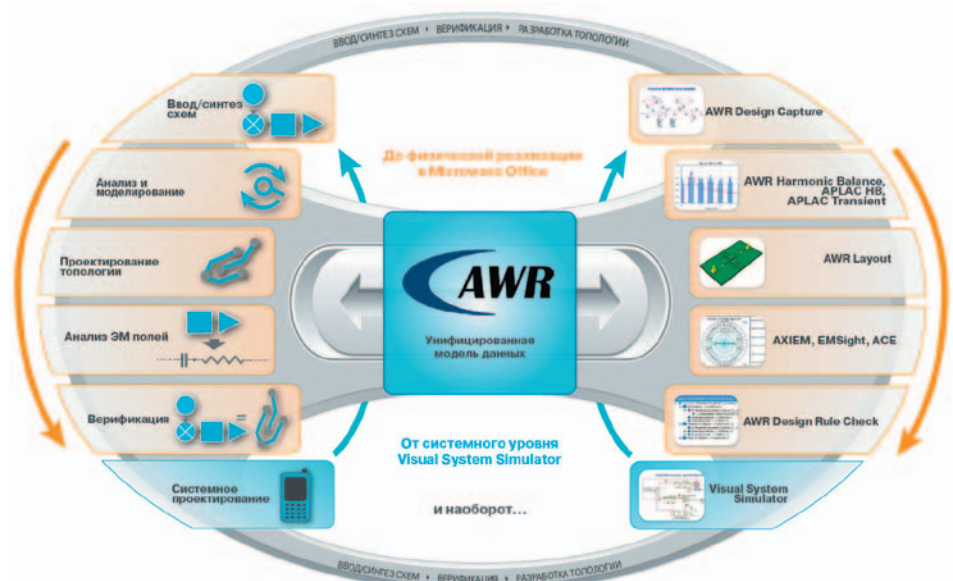 ВВОД/СИНТЕЗ СХЕМ ▸ ВЕРИФИКАЦИЯ ▸ РАЗРАБОТКА ТОПОЛОГИИ
Ввод/синтез
схем
Анализ и
моделирование
Проектирование
топологии
Анализ ЭМ полей
Верификация
=
Системное
проектирование
До физической реализации
в Microwave Office
AWR
Унифицированная
модель данных
От системного уровня
Visual System Simulator
и наоборот...
AWR Design Capture
AWR Harmonic Balance,
APLAC HB,
APLAC Transient
AWR Layout
AXIEM, EMSight, ACE
AWR Design Rule Check
Visual System
Simulator
ВВОД/СИНТЕЗ СХЕМ ▸ ВЕРИФИКАЦИЯ ▸ РАЗРАБОТКА ТОПОЛОГИИ